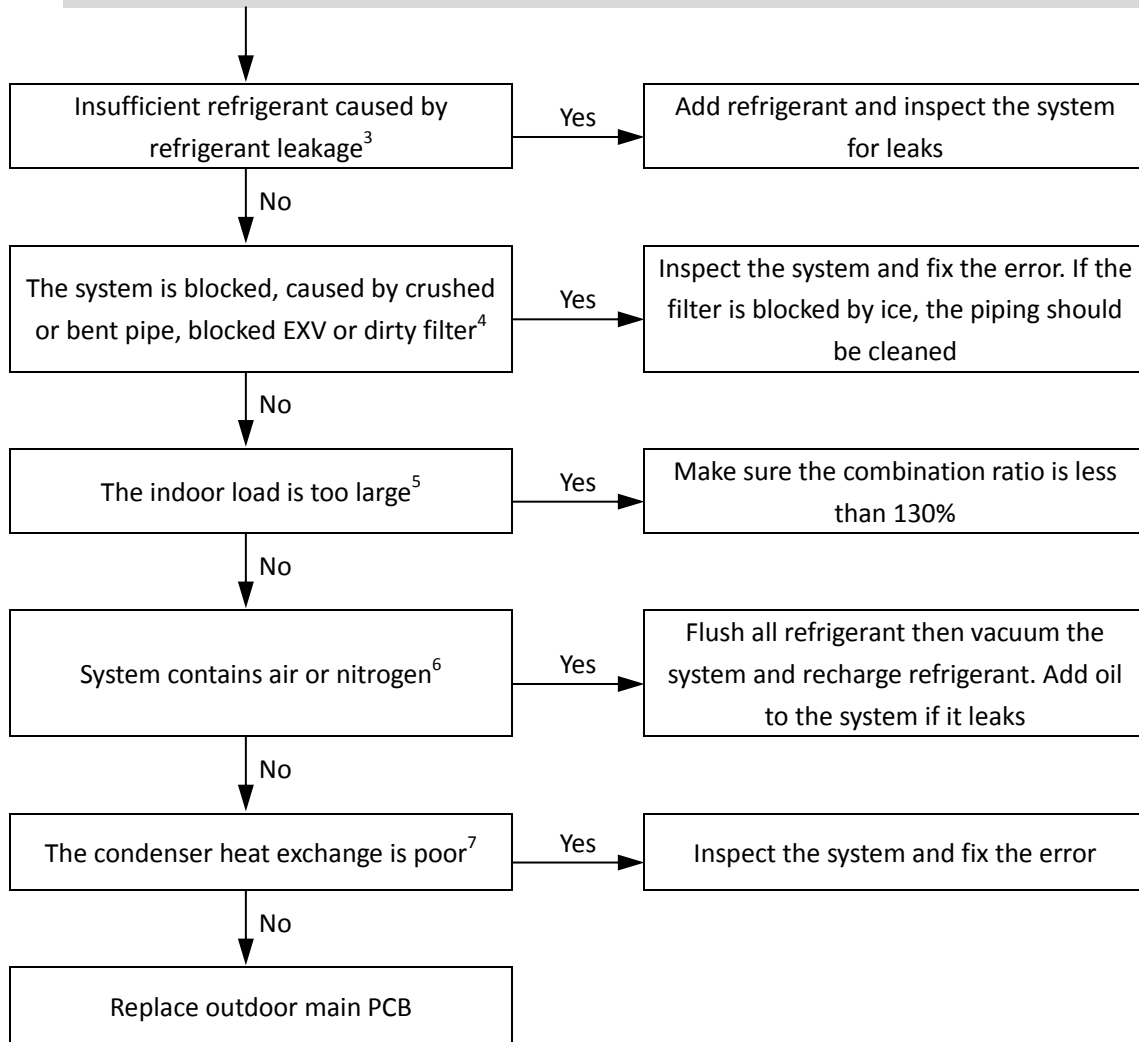 Insufficient refrigerant caused by
refrigerant leakage3
Yes
Add refrigerant and inspect the system
for leaks
No
The system is blocked, caused by crushed
or bent pipe, blocked EXV or dirty filter4
Yes
Inspect the system and fix the error. If the
filter is blocked by ice, the piping should
be cleaned
No
The indoor load is too large5
Yes
Make sure the combination ratio is less
than 130%
No
System contains air or nitrogen6
Yes
Flush all refrigerant then vacuum the
system and recharge refrigerant. Add oil
to the system if it leaks
No
The condenser heat exchange is poor7
Yes
Inspect the system and fix the error
No
Replace outdoor main PCB